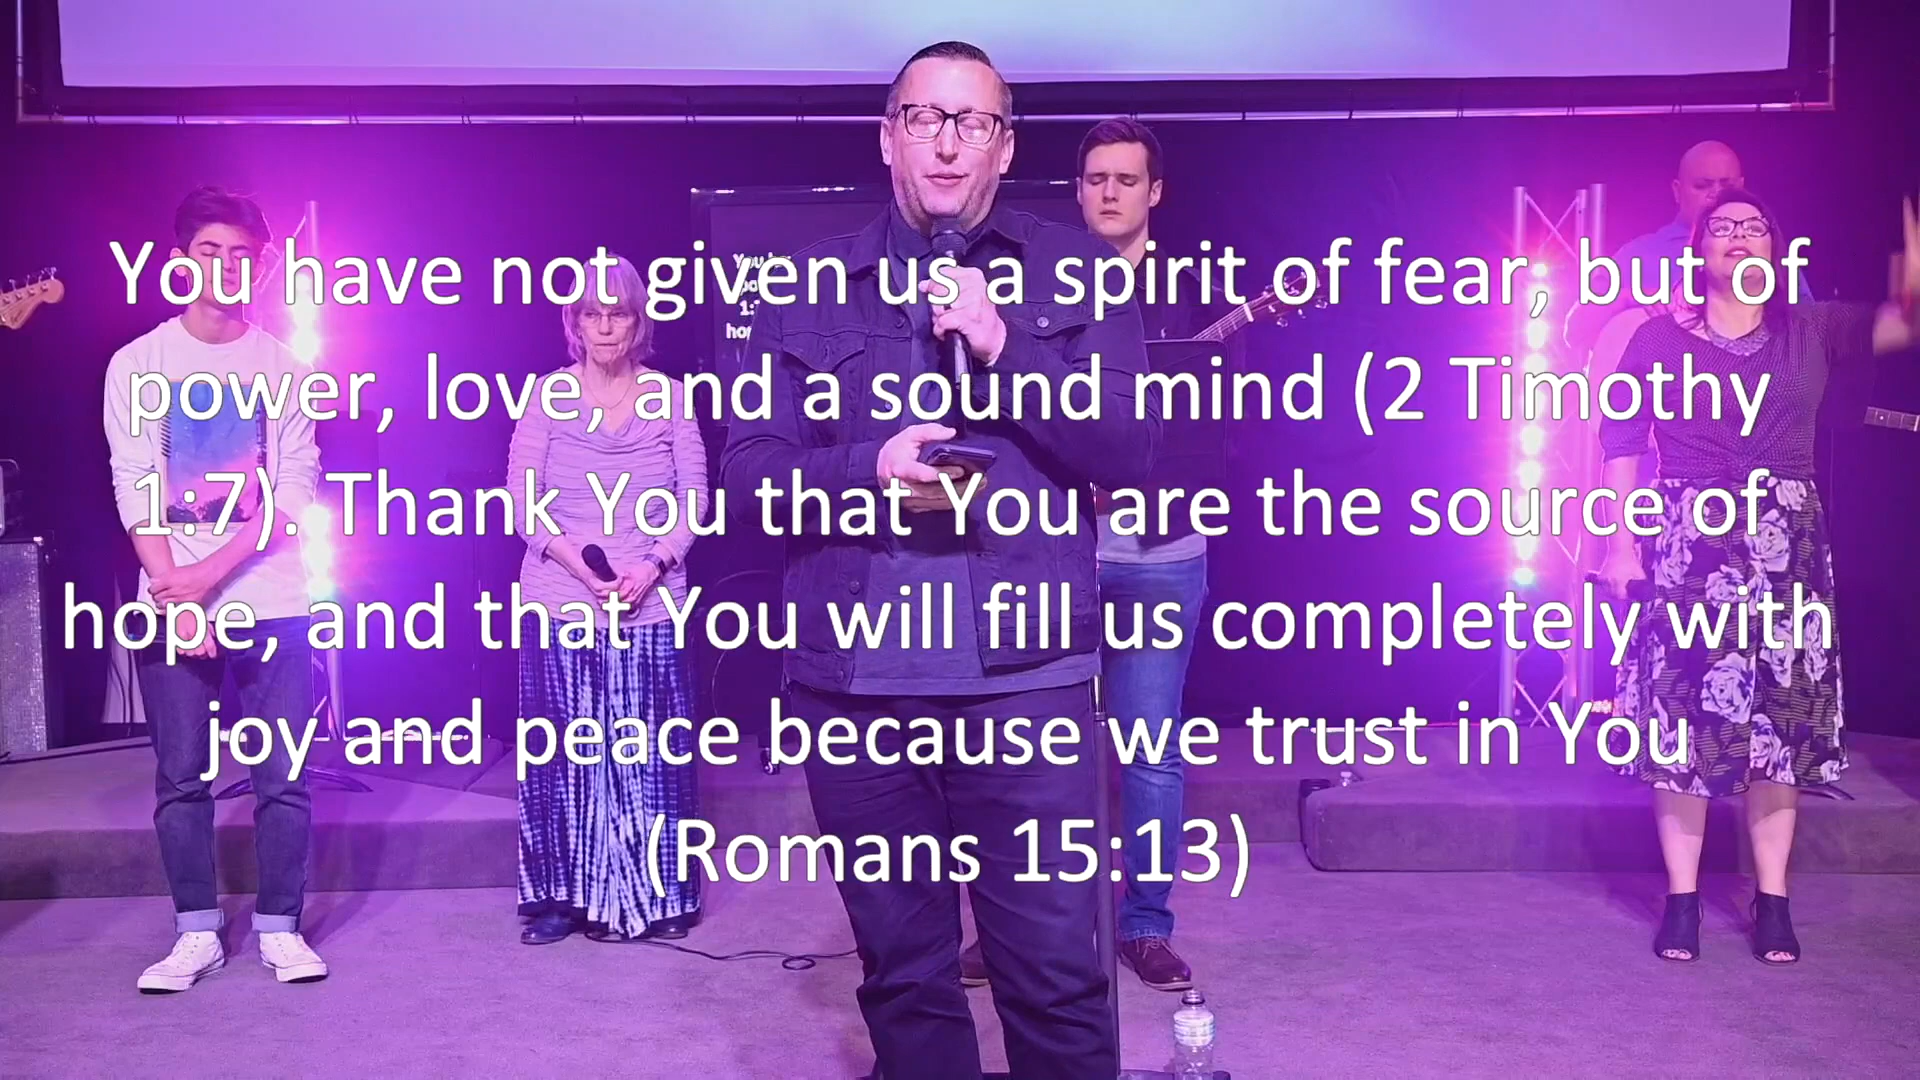 You have not given us a spirit of fear, but of
power, love, and a sound mind (2 Timothy
1:7). Thank You that You are the source of
hope, and that You will fill us completely with
joy and peace because we trust in You
(Romans 15:13)